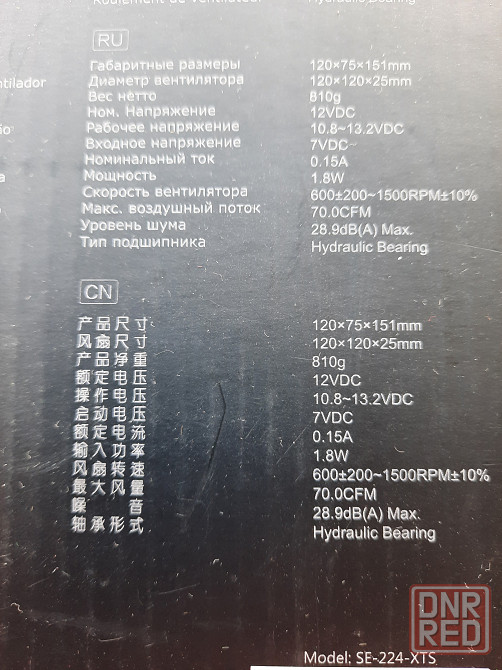 Roulement de ventilateur Hydraulic Bearing
ntilador
RU
Габаритные размеры 120×75×151mm
Диаметр вентилятора 120×120×25mm
Вес нетто 810g
Ном. Напряжение 12VDC
Рабочее напряжение 10.8~13.2VDC
Входное напряжение 7VDC~
Номинальный ток 0.15A
Мощность 1.8W
Скорость вентилятора 600±200~1500RPM±10%
Макс. воздушный поток 70.0CFM
Уровень шума 28.9dB(A) Max.
Тип подшипника Hydraulic Bearing
CN
产品尺寸 120×75×151mm
风扇尺寸 120×120×25mm
产品净重 810g
额定电压 12VDC
操作电压 10.8~13.2VDC
启动电压 7VDC
额定电流 0.15A
输入功率 1.8W
风扇转速 600±200~1500RPM±10%
最大风量 70.0CFM
噪音 28.9dB(A) Max.
轴承形式 Hydraulic Bearing
DNR
RED
Model: SE-224-XTS